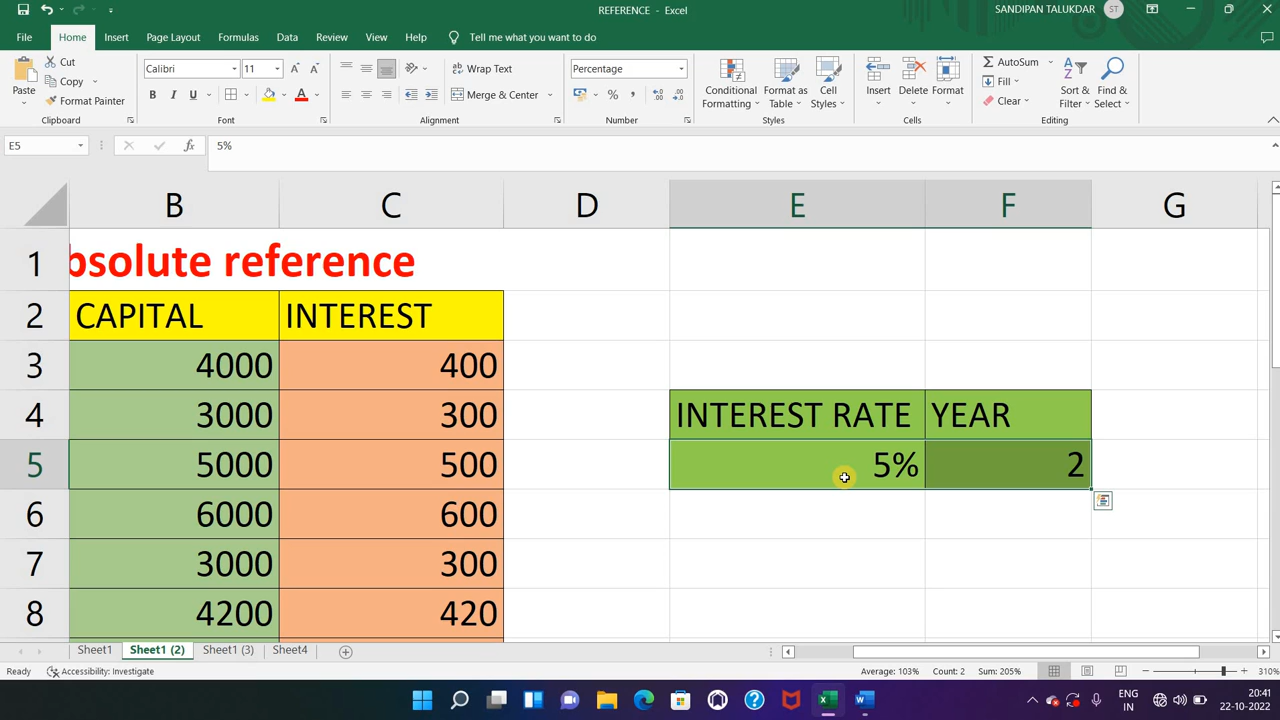 REFERENCE - Excel
SANDIPAN TALUKDAR
ST
File Home Insert Page Layout Formulas Data Review View Help Tell me what you want to do
Paste
Cut
Copy
Format Painter
Clipboard
Calibri 11
B I U A
Font
Wrap Text
Merge & Center
Alignment
Percentage
%
Number
Conditional Formatting
Format as Table
Cell Styles
Styles
Insert Delete Format
Cells
AutoSum
Fill
Clear
Sort & Filter
Find & Select
Editing
E5 fx 5%
B C D E F G
1 bsolute reference
2 CAPITAL INTEREST
3 4000 400
4 3000 300 INTEREST RATE YEAR
5 5000 500 5% 2
6 6000 600
7 3000 300
8 4200 420
Sheet1 Sheet1 (2) Sheet1 (3) Sheet4
Ready Accessibility: Investigate Average: 103% Count: 2 Sum: 205% 310%
ENG
IN
20:41
22-10-2022